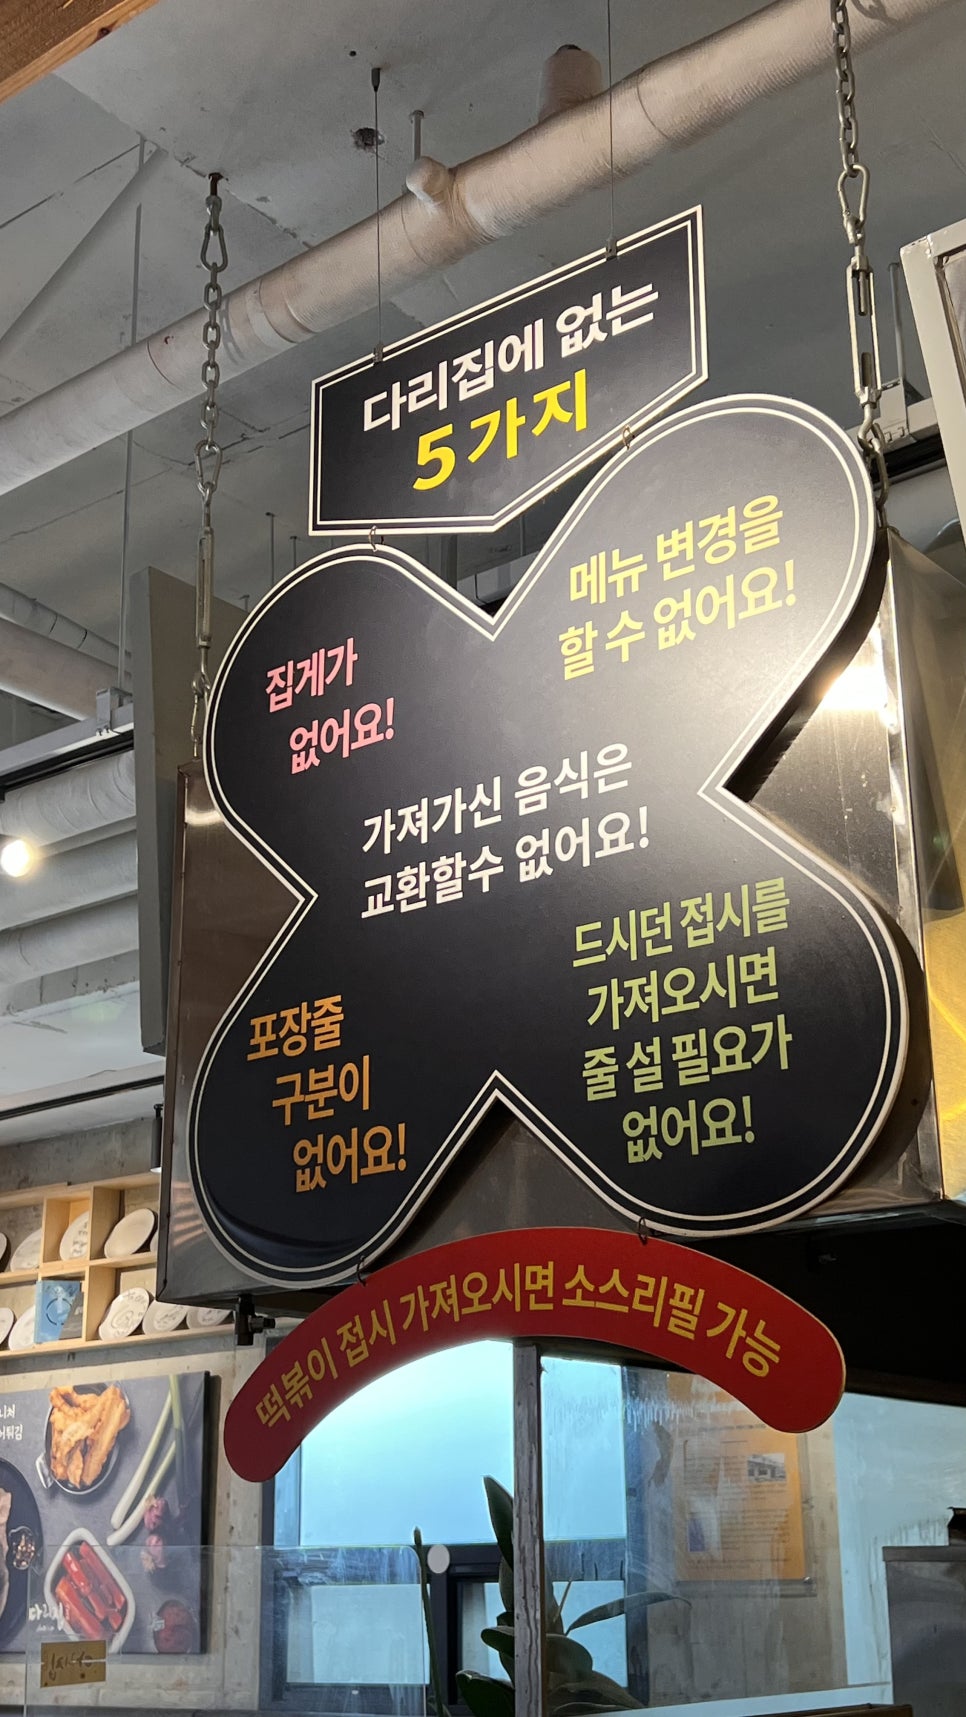 다리집에 없는
5가지
집게가
없어요!
메뉴 변경을
할 수 없어요!
가져가신 음식은
교환할수 없어요!
포장줄
구분이
없어요!
드시던 접시를
가져오시면
줄 설 필요가
없어요!
떡볶이 접시 가져오시면 소스리필 가능
다리집